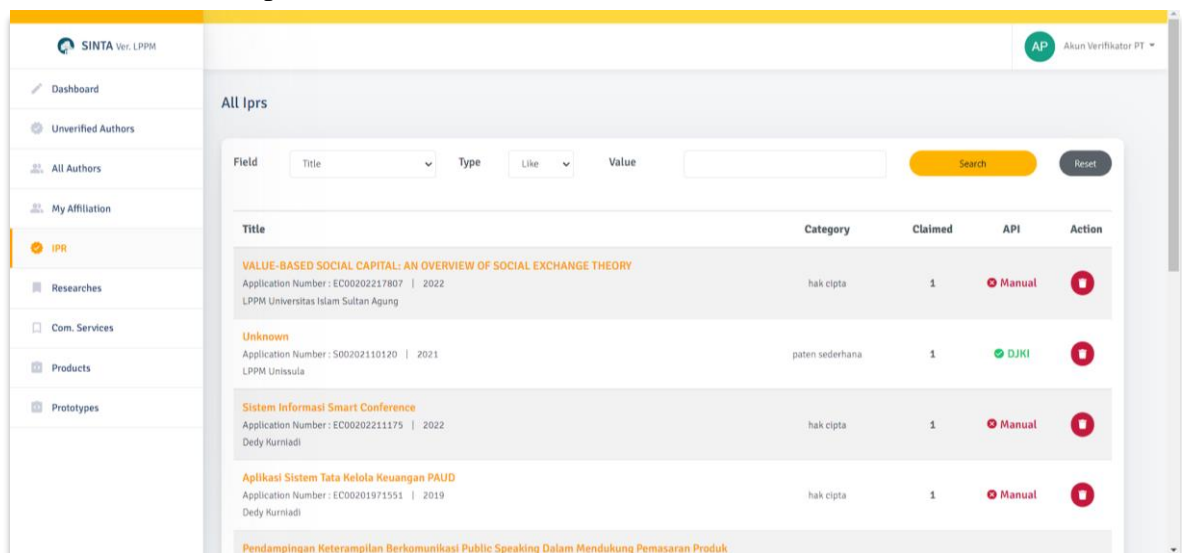 SINTA Ver. LPPM
AP Akun Verifikator PT
Dashboard
Unverified Authors
All Authors
My Affiliation
IPR
Researches
Com. Services
Products
Prototypes
All Iprs
Field Title Type Like Value Search Reset
Title Category Claimed API Action
VALUE-BASED SOCIAL CAPITAL: AN OVERVIEW OF SOCIAL EXCHANGE THEORY
Application Number : EC00202217807 | 2022 hak cipta 1 Manual
LPPM Universitas Islam Sultan Agung
Unknown
Application Number : S00202110120 | 2021 paten sederhana 1 DJKI
LPPM Unissula
Sistem Informasi Smart Conference
Application Number : EC00202211175 | 2022 hak cipta 1 Manual
Dedy Kurniadi
Aplikasi Sistem Tata Kelola Keuangan PAUD
Application Number : EC00201971551 | 2019 hak cipta 1 Manual
Dedy Kurniadi
Pendampingan Keterampilan Berkomunikasi Public Speaking Dalam Mendukung Pemasaran Produk